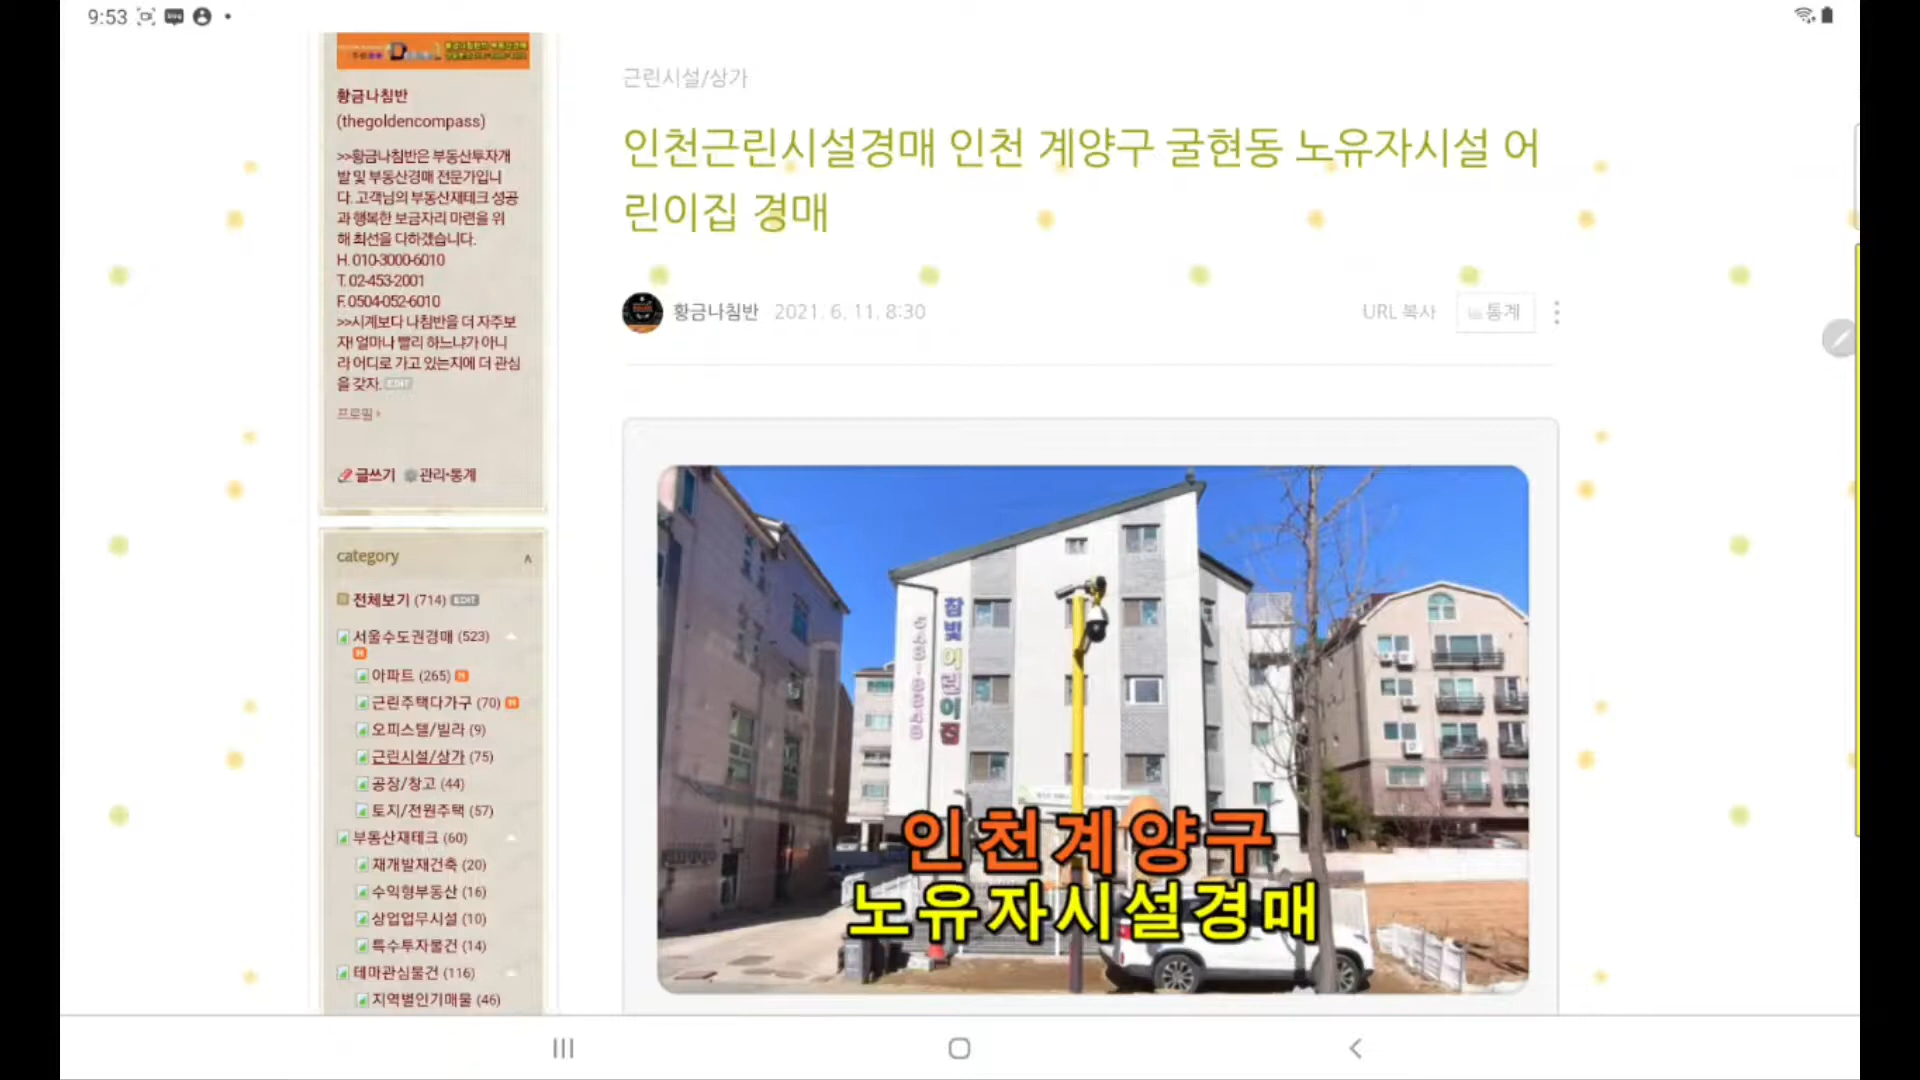 9:53
황금나침반
(thegoldencompass)
>>황금나침반은 부동산투자개
발 및 부동산경매 전문가입니
다. 고객님의 부동산재테크 성공
과 행복한 보금자리 마련을 위
해 최선을 다하겠습니다.
H. 010-3000-6010
T. 02-453-2001
F. 0504-052-6010
>>시계보다 나침반을 더 자주보
자! 얼마나 빨리 하느냐가 아니
라 어디로 가고 있는지에 더 관심
을 갖자. EDIT
프로필
글쓰기 관리·통계
category
전체보기 (714) EDIT
서울수도권경매 (523)
N
아파트 (265) N
근린주택다가구 (70) N
오피스텔/빌라 (9)
근린시설/상가 (75)
공장/창고 (44)
토지/전원주택 (57)
부동산재테크 (60)
재개발재건축 (20)
수익형부동산 (16)
상업업무시설 (10)
특수투자물건 (14)
테마관심물건 (116)
지역별인기매물 (46)
근린시설/상가
인천근린시설경매 인천 계양구 굴현동 노유자시설 어
린이집 경매
황금나침반 2021. 6. 11. 8:30
URL 복사 통계
참빛어린이집
인천계양구
노유자시설경매